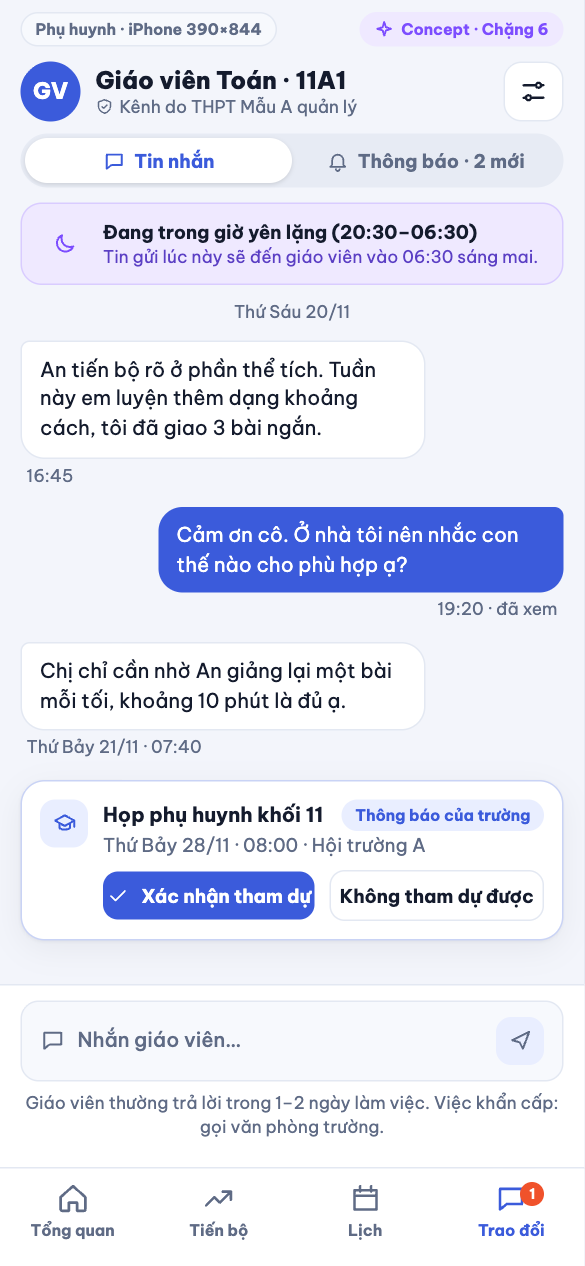 Phụ huynh · iPhone 390×844
Concept · Chặng 6
GV
Giáo viên Toán · 11A1
Kênh do THPT Mẫu A quản lý
Tin nhắn
Thông báo · 2 mới
Đang trong giờ yên lặng (20:30–06:30)
Tin gửi lúc này sẽ đến giáo viên vào 06:30 sáng mai.
Thứ Sáu 20/11
An tiến bộ rõ ở phần thể tích. Tuần
này em luyện thêm dạng khoảng
cách, tôi đã giao 3 bài ngắn.
16:45
Cảm ơn cô. Ở nhà tôi nên nhắc con
thế nào cho phù hợp ạ?
19:20 · đã xem
Chị chỉ cần nhờ An giảng lại một bài
mỗi tối, khoảng 10 phút là đủ ạ.
Thứ Bảy 21/11 · 07:40
Họp phụ huynh khối 11
Thông báo của trường
Thứ Bảy 28/11 · 08:00 · Hội trường A
Xác nhận tham dự
Không tham dự được
Nhắn giáo viên...
Giáo viên thường trả lời trong 1–2 ngày làm việc. Việc khẩn cấp:
gọi văn phòng trường.
1
Tổng quan
Tiến bộ
Lịch
Trao đổi